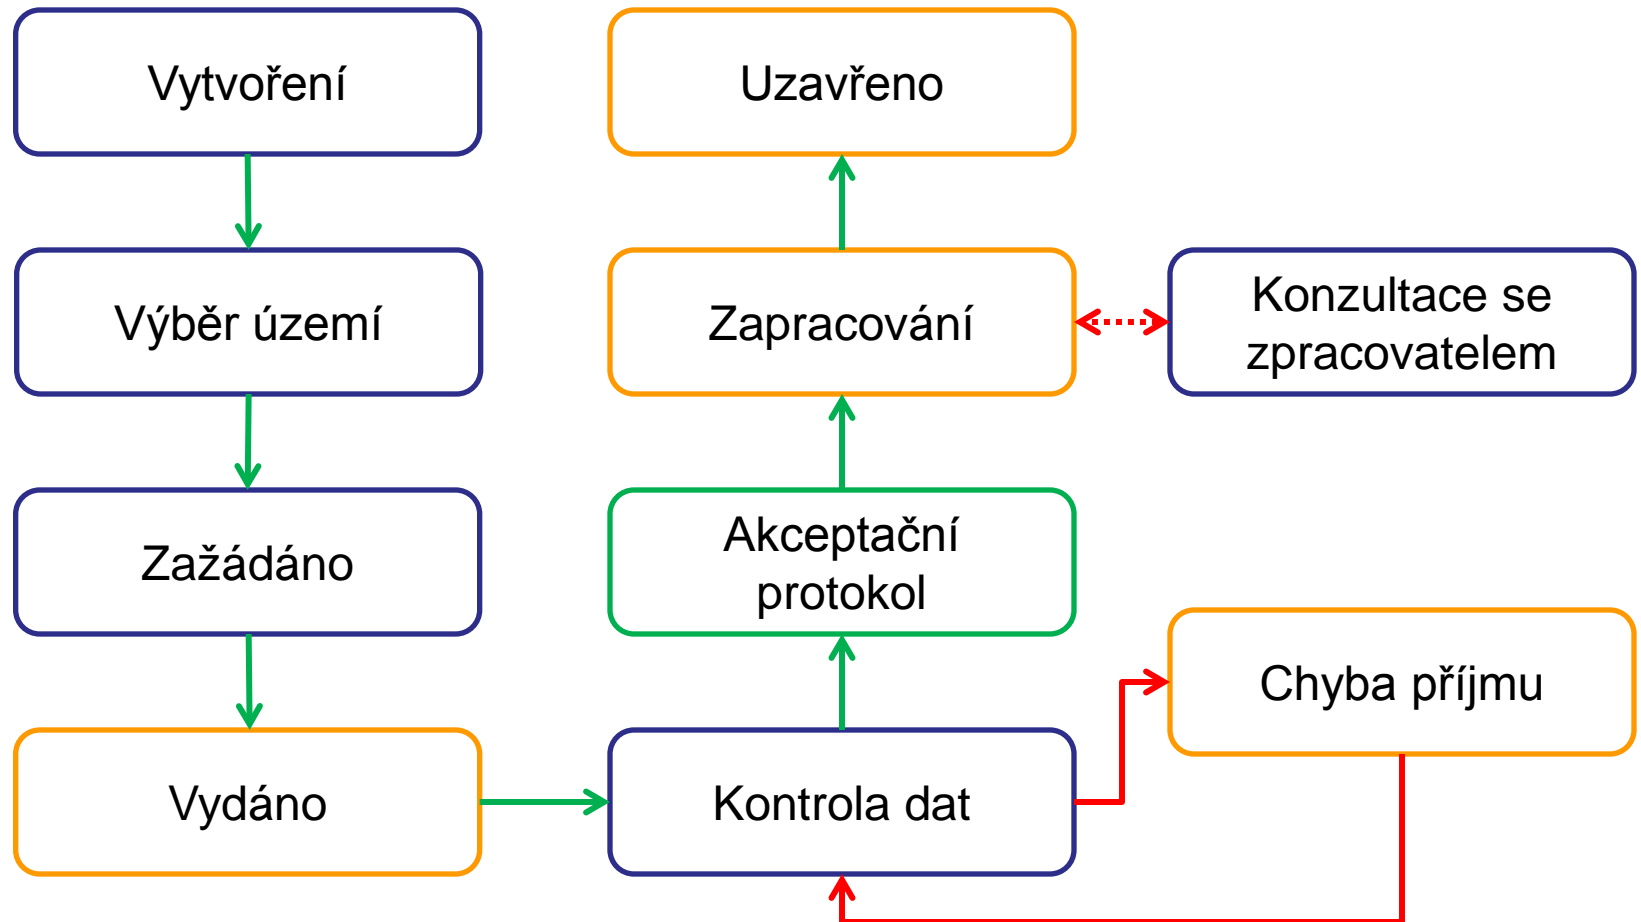 Vytvoření
Uzavřeno
Výběr území
Zapracování
Konzultace se
zpracovatelem
Zažádáno
Akceptační
protokol
Chyba příjmu
Vydáno
Kontrola dat